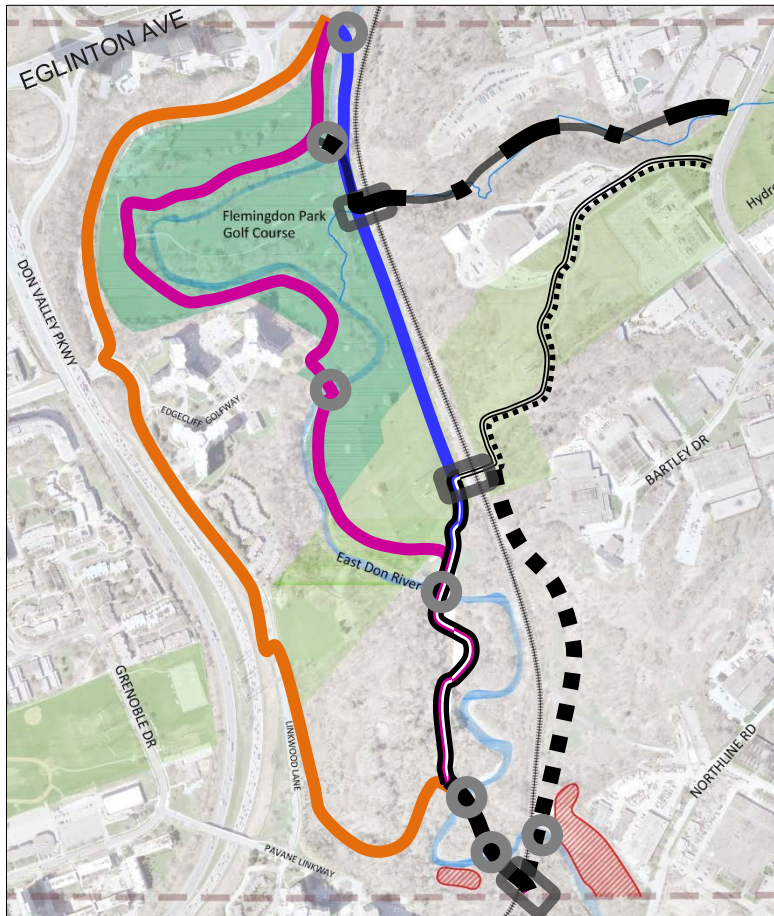 EGLINTON AVE
Flemingdon Park
Golf Course
Hydro
DON VALLEY PKWY
EDGECLIFF GOLFWAY
BARTLEY DR
East Don River
GRENOBLE DR
LINKWOOD LANE
NORTHLINE RD
PAVANE LINKWAY